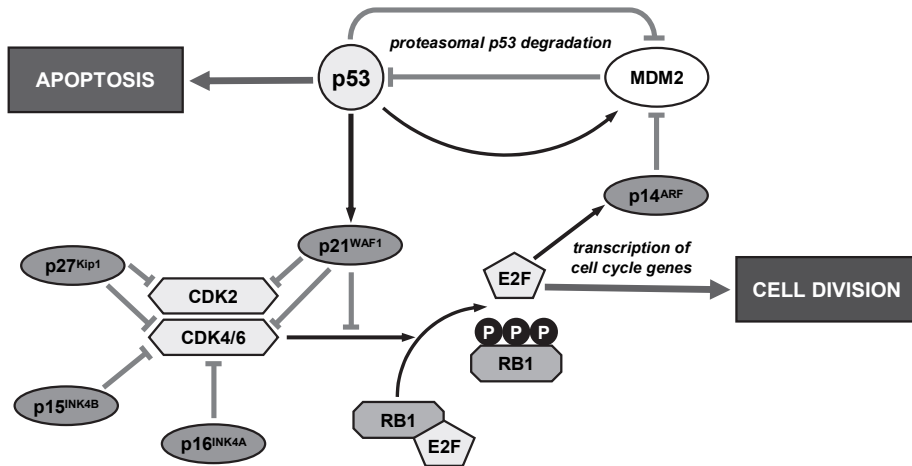 proteasomal p53 degradation
APOPTOSIS
p53
MDM2
p14ARF
p21WAF1
transcription of
cell cycle genes
p27Kip1
E2F
CDK2
CELL DIVISION
CDK4/6
P P P
RB1
p15INK4B
RB1
E2F
p16INK4A